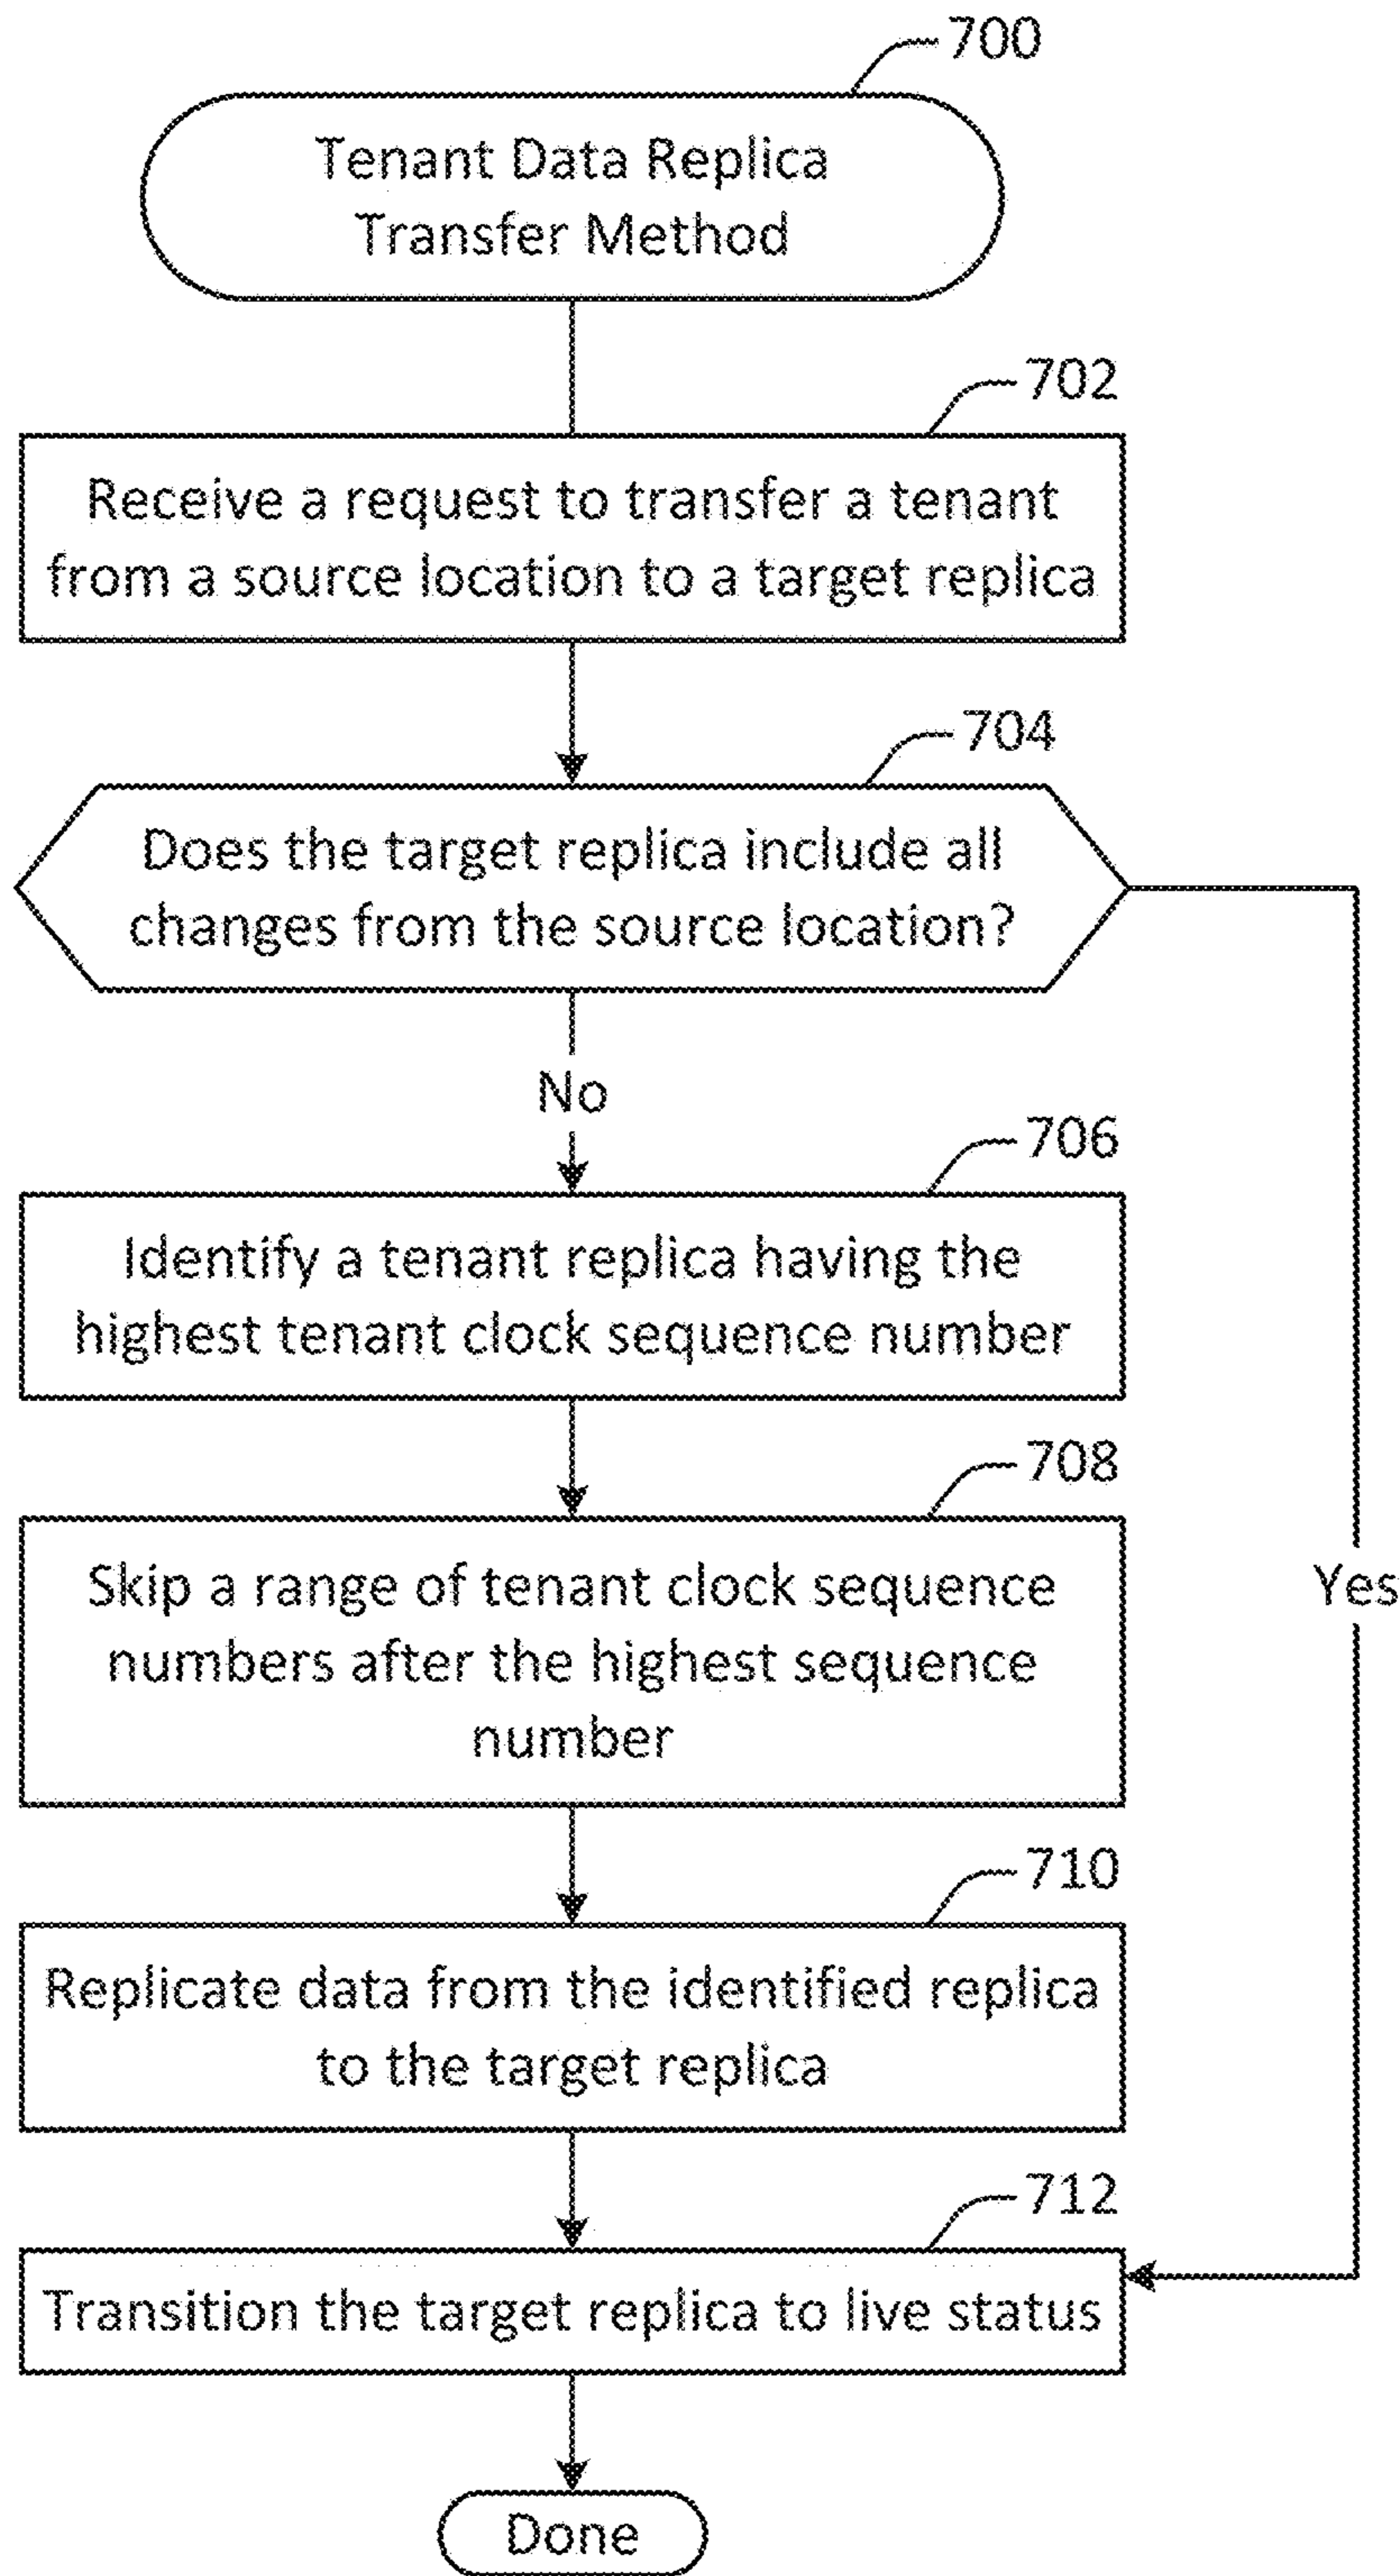 700
Tenant Data Replica
Transfer Method
702
Receive a request to transfer a tenant
from a source location to a target replica
704
Does the target replica include all
changes from the source location?
No
706
Identify a tenant replica having the
highest tenant clock sequence number
708
Skip a range of tenant clock sequence
numbers after the highest sequence
number
Yes
710
Replicate data from the identified replica
to the target replica
712
Transition the target replica to live status
Done